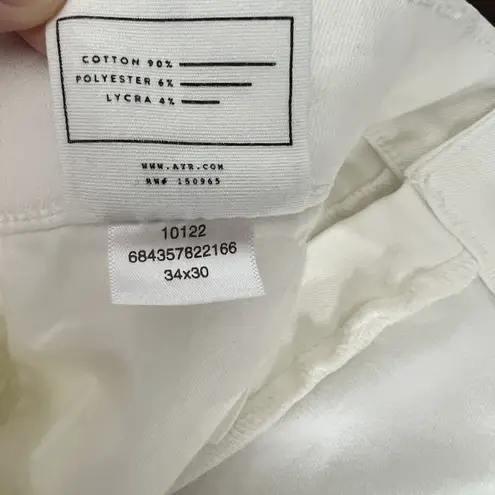 COTTON 90%
POLYESTER 6%
LYCRA 4%
WWW.AYR.COM
RN# 150965
10122
684357822166
34x30